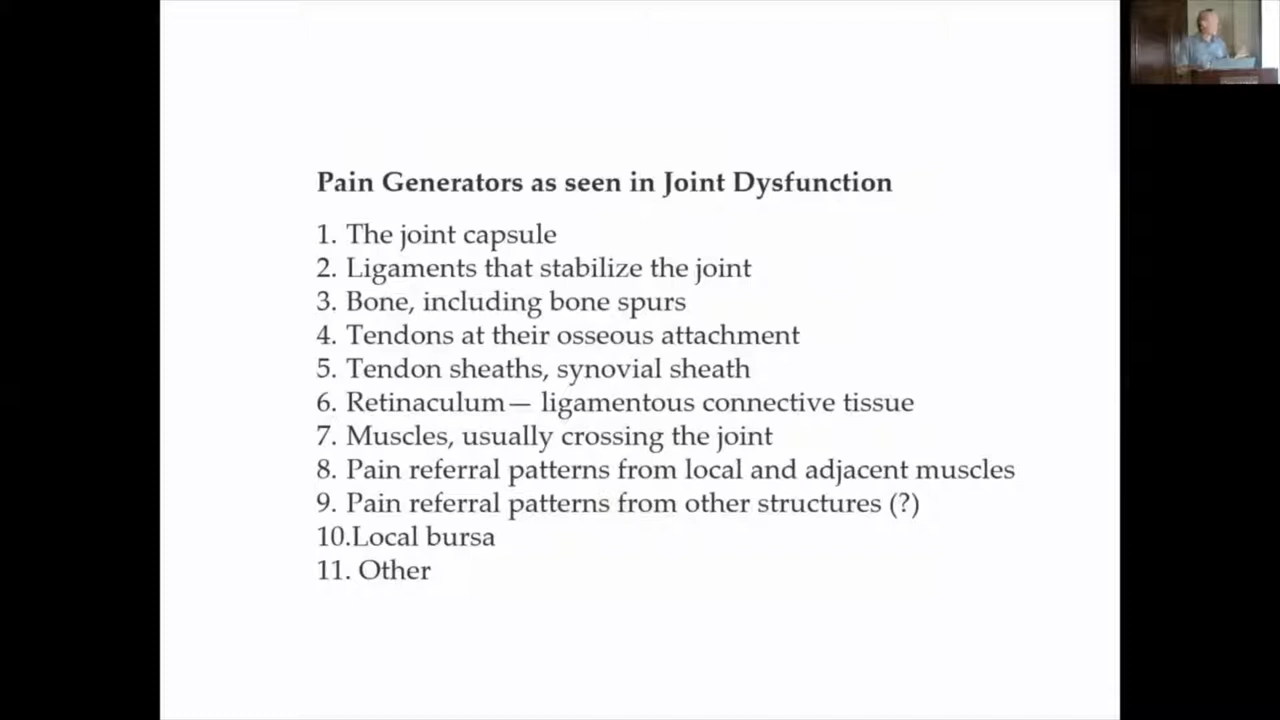 Pain Generators as seen in Joint Dysfunction
1. The joint capsule
2. Ligaments that stabilize the joint
3. Bone, including bone spurs
4. Tendons at their osseous attachment
5. Tendon sheaths, synovial sheath
6. Retinaculum— ligamentous connective tissue
7. Muscles, usually crossing the joint
8. Pain referral patterns from local and adjacent muscles
9. Pain referral patterns from other structures (?)
10.Local bursa
11. Other